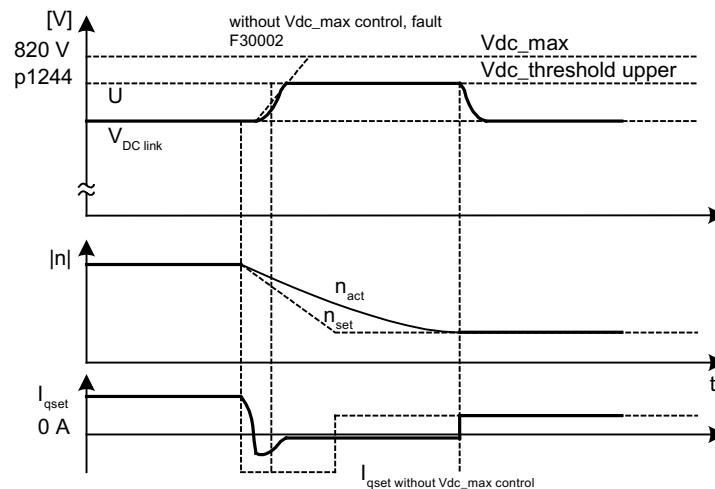 [V]
without Vdc_max control, fault
F30002
820 V
Vdc_max
p1244
Vdc_threshold upper
U
V DC link
t
|n|
n act
n set
t
I qset
0 A
I qset without Vdc_max control